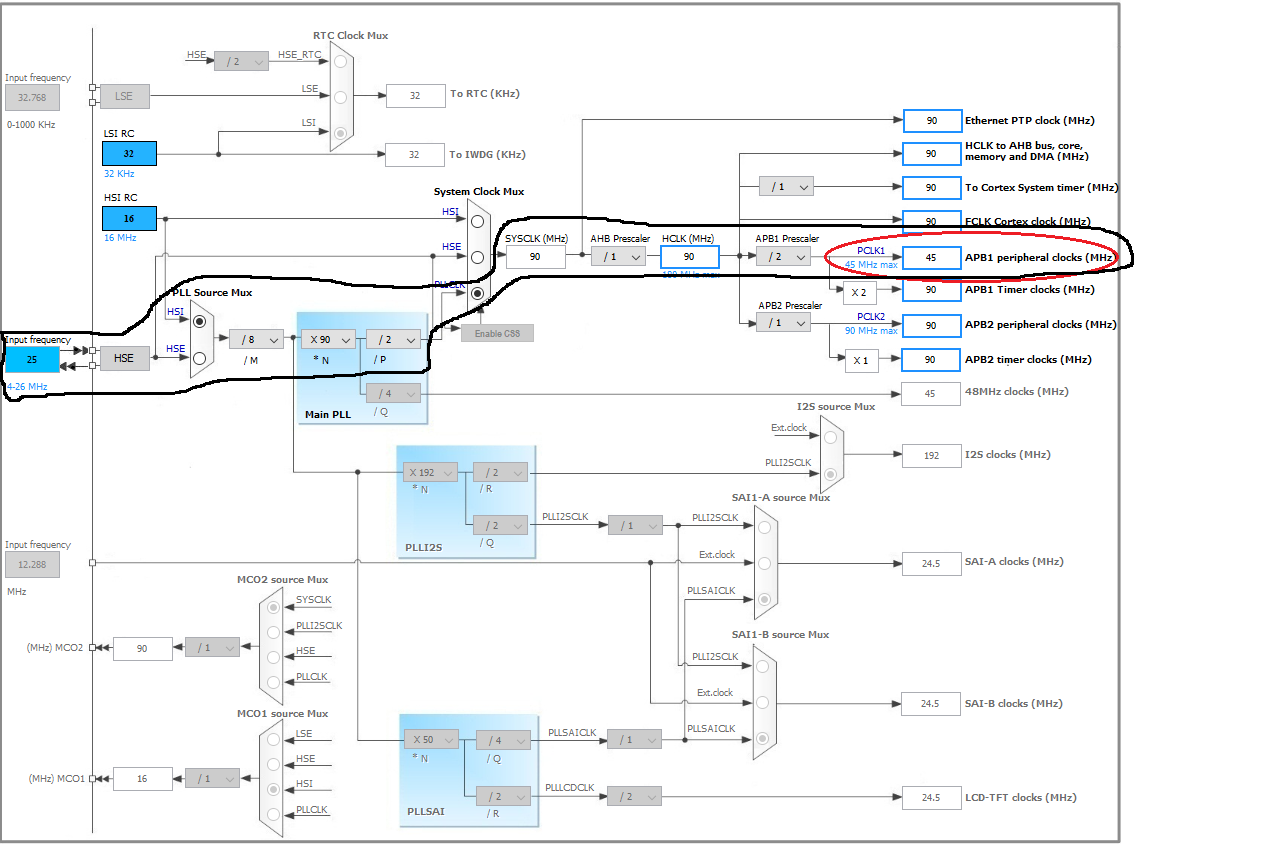 RTC Clock Mux
HSE
/ 2
HSE_RTC
Input frequency
32.768
0-1000 KHz
LSE
LSE
32
To RTC (KHz)
LSI
LSI RC
32
32 KHz
32
To IWDG (KHz)
90
Ethernet PTP clock (MHz)
90
HCLK to AHB bus, core,
memory and DMA (MHz)
/ 1
90
To Cortex System timer (MHz)
HSI RC
16
16 MHz
System Clock Mux
HSI
HSE
PLLCLK
90
FCLK Cortex clock (MHz)
SYSCLK (MHz)
90
AHB Prescaler
/ 1
HCLK (MHz)
90
180 MHz max
APB1 Prescaler
/ 2
PCLK1
45 MHz max
45
APB1 peripheral clocks (MHz
X 2
90
APB1 Timer clocks (MHz)
APB2 Prescaler
/ 1
PCLK2
90 MHz max
90
APB2 peripheral clocks (MHz)
X 1
90
APB2 timer clocks (MHz)
PLL Source Mux
HSI
HSE
Input frequency
25
4-26 MHz
HSE
/ 8
/ M
X 90
* N
/ 2
/ P
Enable CSS
/ 4
/ Q
Main PLL
45
48MHz clocks (MHz)
I2S source Mux
Ext.clock
PLLI2SCLK
192
I2S clocks (MHz)
X 192
* N
/ 2
/ R
/ 2
/ Q
PLLI2S
PLLI2SCLK
/ 1
SAI1-A source Mux
PLLI2SCLK
Ext.clock
PLLSAICLK
24.5
SAI-A clocks (MHz)
Input frequency
12.288
MHz
MCO2 source Mux
SYSCLK
PLLI2SCLK
HSE
PLLCLK
(MHz) MCO2
90
/ 1
SAI1-B source Mux
PLLI2SCLK
Ext.clock
PLLSAICLK
24.5
SAI-B clocks (MHz)
MCO1 source Mux
LSE
HSE
HSI
PLLCLK
(MHz) MCO1
16
/ 1
X 50
* N
/ 4
/ Q
PLLSAICLK
/ 1
/ 2
/ R
PLLLCDCLK
/ 2
PLLSAI
24.5
LCD-TFT clocks (MHz)